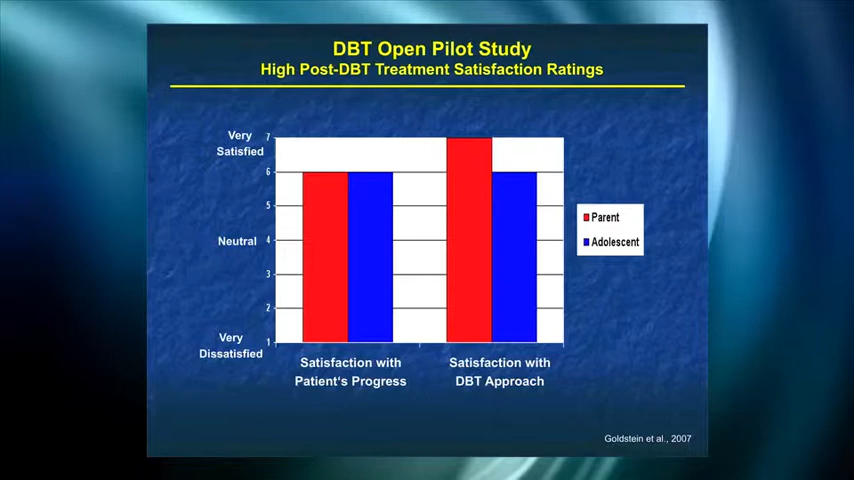 DBT Open Pilot Study
High Post-DBT Treatment Satisfaction Ratings
Very
Satisfied
7
6
5
Neutral
4
3
2
Very
Dissatisfied
1
Parent
Adolescent
Satisfaction with
Patient's Progress
Satisfaction with
DBT Approach
Goldstein et al., 2007